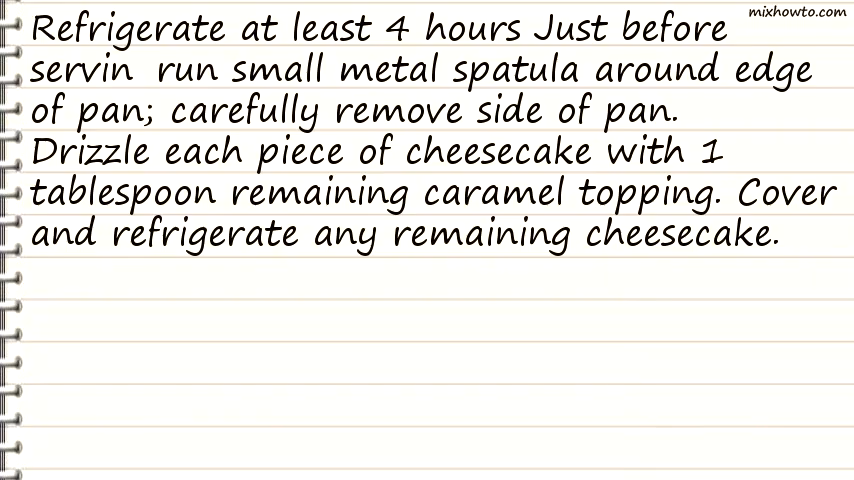 mixhowto.com
Refrigerate at least 4 hours Just before
servin run small metal spatula around edge
of pan; carefully remove side of pan.
Drizzle each piece of cheesecake with 1
tablespoon remaining caramel topping. Cover
and refrigerate any remaining cheesecake.